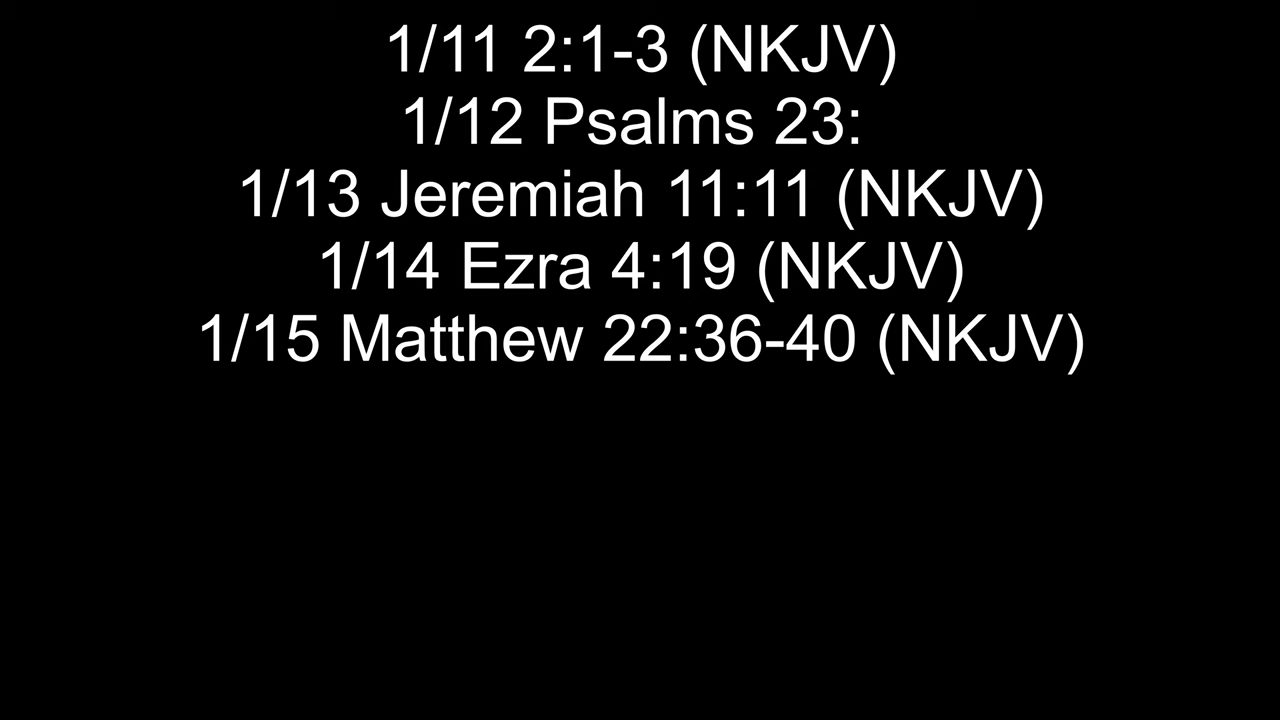 1/11 2:1-3 (NKJV)
1/12 Psalms 23:
1/13 Jeremiah 11:11 (NKJV)
1/14 Ezra 4:19 (NKJV)
1/15 Matthew 22:36-40 (NKJV)